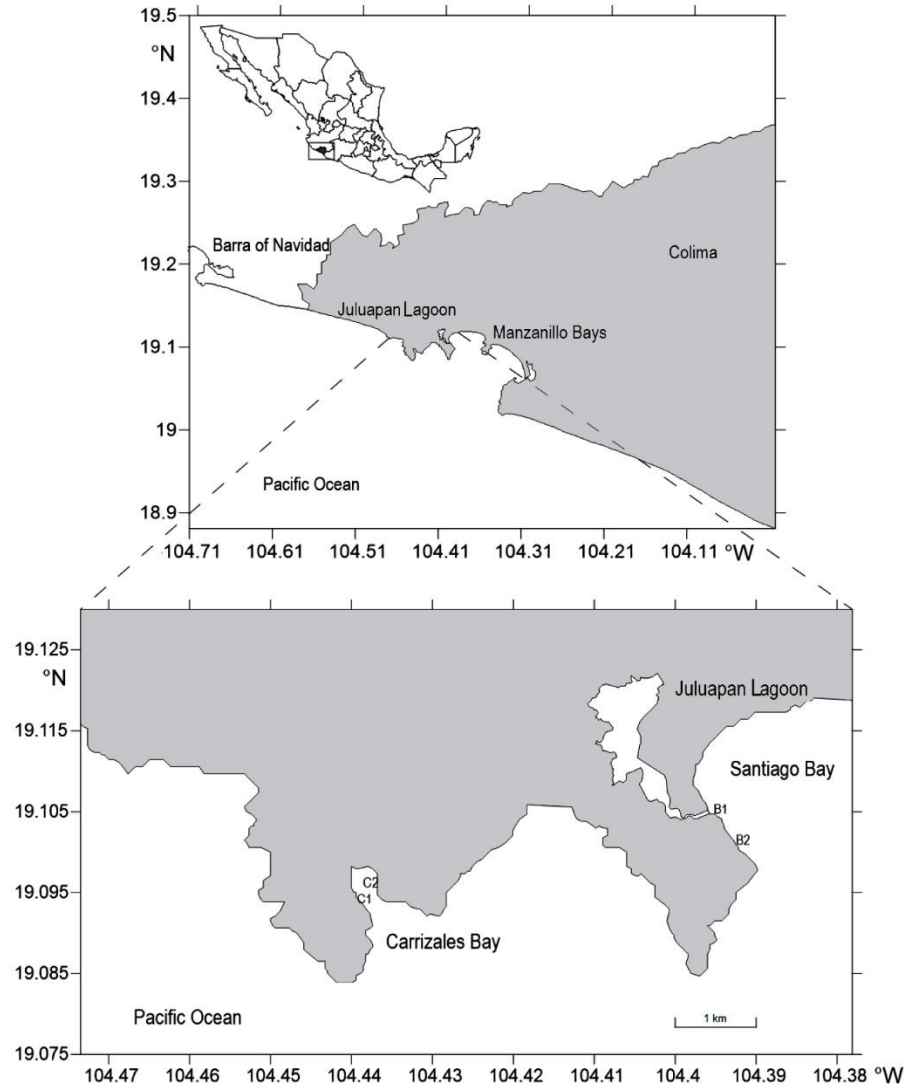 19.5
°N
19.4
19.3
Barra of Navidad
19.2
Colima
Juluapan Lagoon
Manzanillo Bays
19.1
19
Pacific Ocean
18.9
104.71 104.61 104.51 104.41 104.31 104.21 104.11 °W
19.125
°N
Juluapan Lagoon
19.115
Santiago Bay
19.105
B1
B2
19.095
C2
C1
Carrizales Bay
19.085
Pacific Ocean
1 km
19.075
104.47 104.46 104.45 104.44 104.43 104.42 104.41 104.4 104.39 104.38 °W